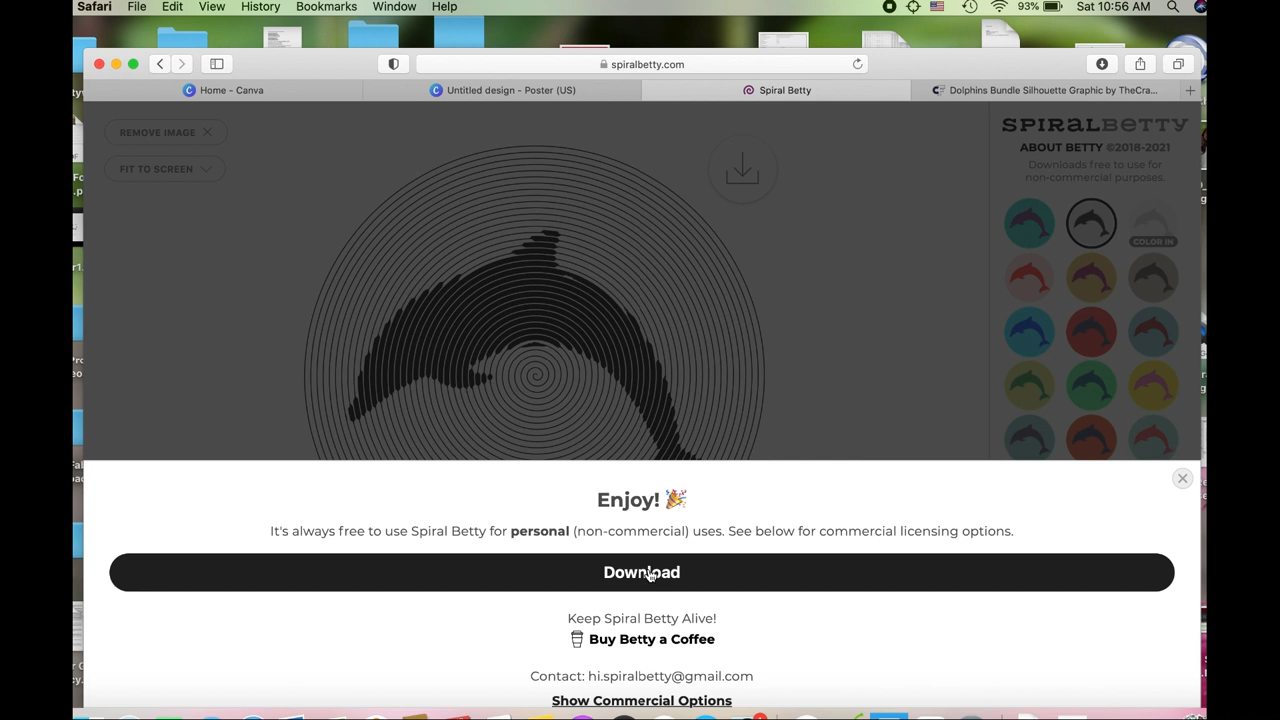 Safari File Edit View History Bookmarks Window Help 93% Sat 10:56 AM
spiralbetty.com
Home - Canva
Untitled design - Poster (US)
Spiral Betty
Dolphins Bundle Silhouette Graphic by TheCra...
REMOVE IMAGE
FIT TO SCREEN
SPIRALBETTY
ABOUT BETTY ©2018-2021
Downloads free to use for
non-commercial purposes.
COLOR IN
Enjoy!
It's always free to use Spiral Betty for personal (non-commercial) uses. See below for commercial licensing options.
Download
Keep Spiral Betty Alive!
Buy Betty a Coffee
Contact: hi.spiralbetty@gmail.com
Show Commercial Options